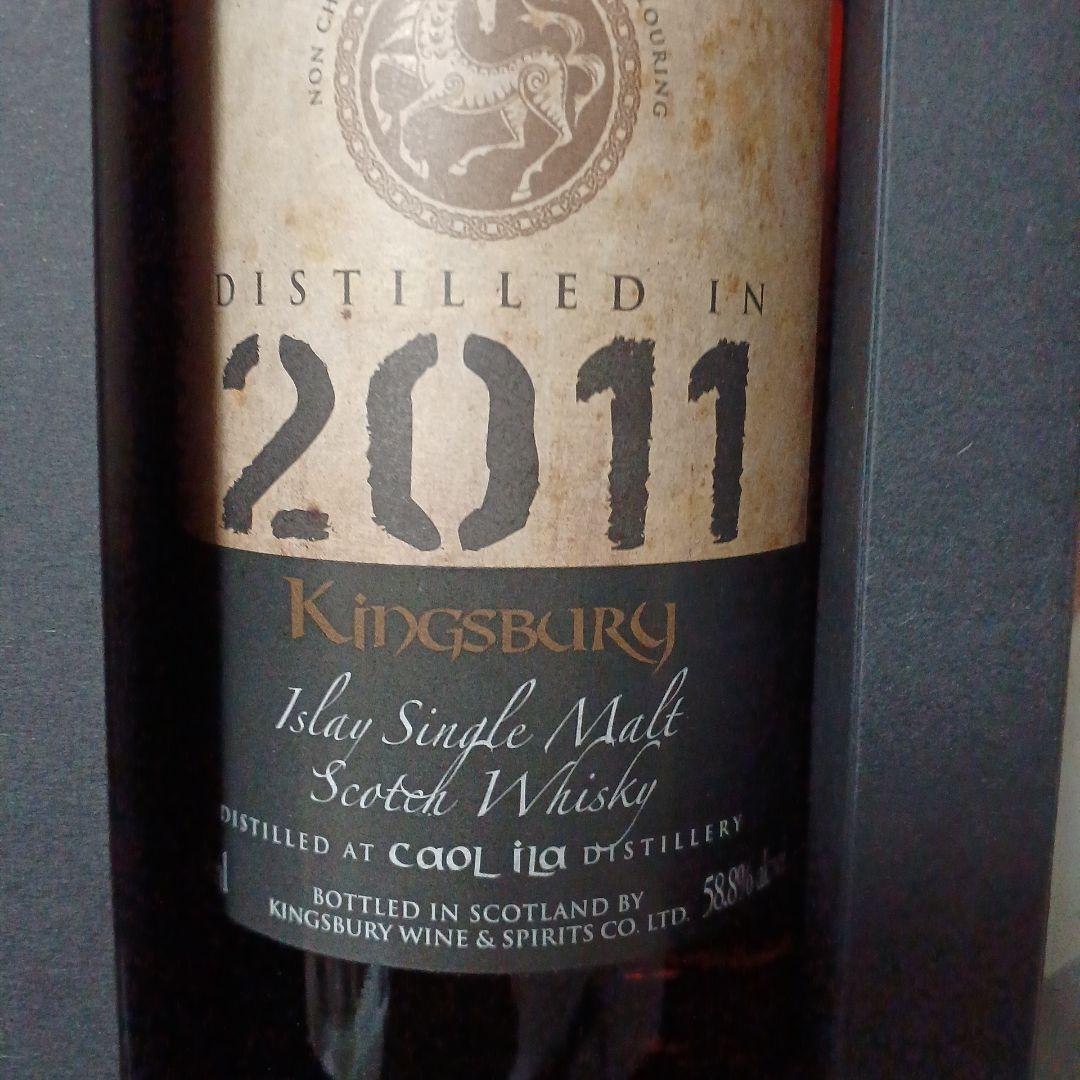 NON CH
LOURING
DISTILLED IN
2011
KINGSBURY
Islay Single Malt
Scotch Whisky
DISTILLED AT CAOL ILA DISTILLERY
58.8%
BOTTLED IN SCOTLAND BY
KINGSBURY WINE & SPIRITS CO. LTD.